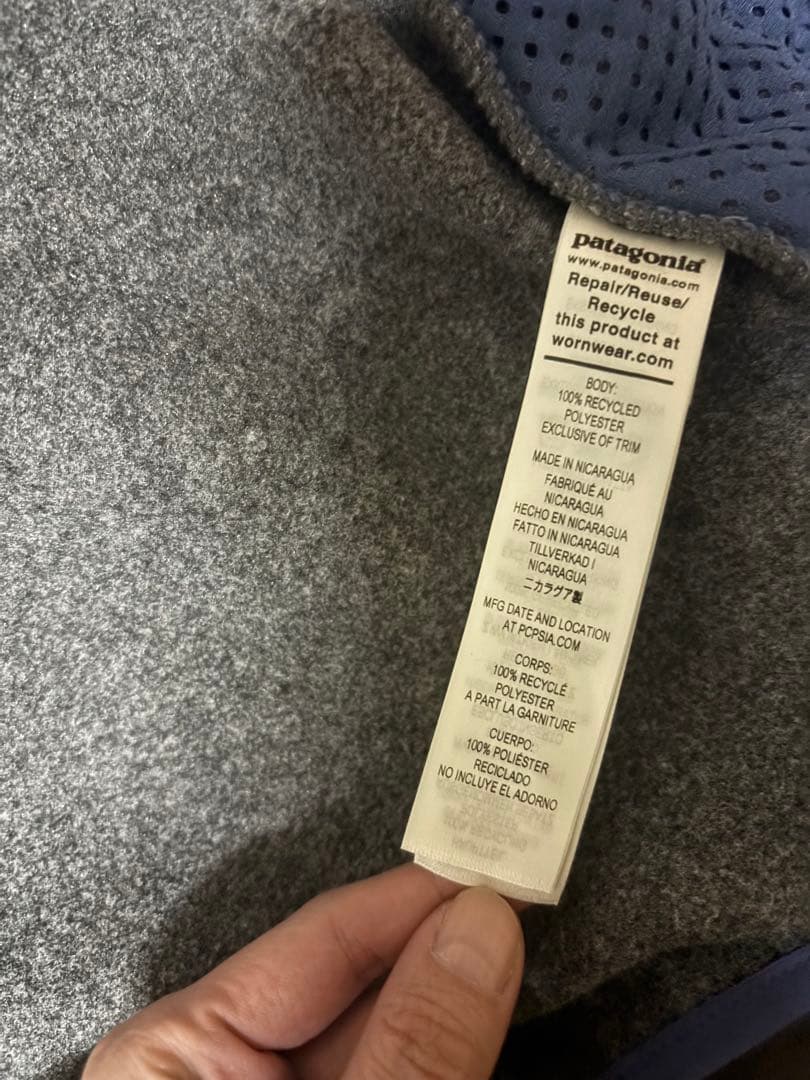 patagonia®
www.patagonia.com
Repair/Reuse/
Recycle
this product at
wornwear.com
BODY:
100% RECYCLED
POLYESTER
EXCLUSIVE OF TRIM
MADE IN NICARAGUA
FABRIQUÉ AU
NICARAGUA
HECHO EN NICARAGUA
FATTO IN NICARAGUA
TILLVERKAD I
NICARAGUA
ニカラグア製
MFG DATE AND LOCATION
AT PCPSIA.COM
CORPS:
100% RECYCLÉ
POLYESTER
A PART LA GARNITURE
CUERPO:
100% POLIÉSTER
RECICLADO
NO INCLUYE EL ADORNO